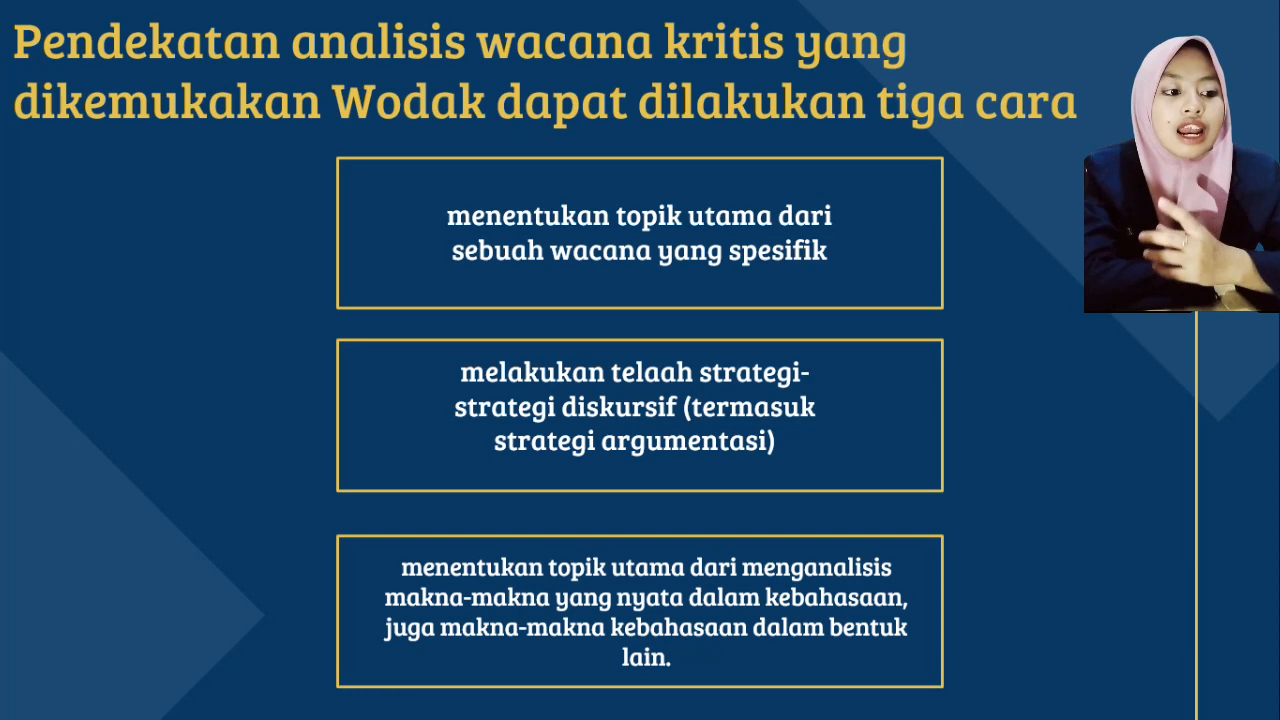 Pendekatan analisis wacana kritis yang
dikemukakan Wodak dapat dilakukan tiga cara
menentukan topik utama dari
sebuah wacana yang spesifik
melakukan telaah strategi-
strategi diskursif (termasuk
strategi argumentasi)
menentukan topik utama dari menganalisis
makna-makna yang nyata dalam kebahasaan,
juga makna-makna kebahasaan dalam bentuk
lain.